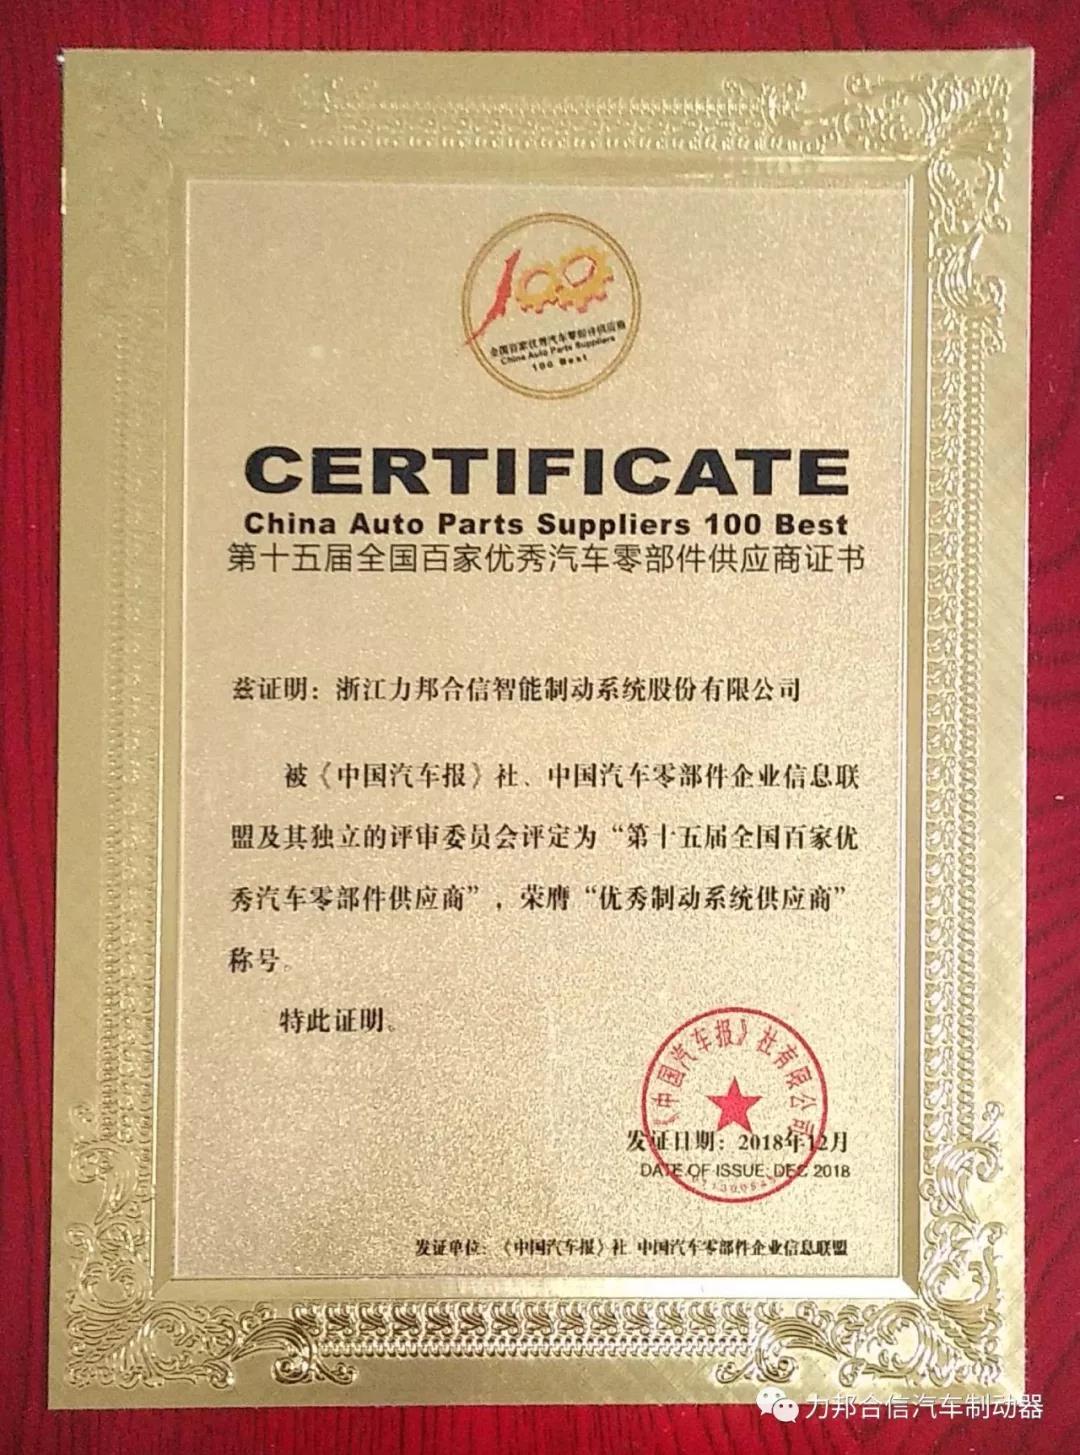 100
全国百家优秀汽车零部件供应商
China Auto Parts Suppliers
100 Best
CERTIFICATE
China Auto Parts Suppliers 100 Best
第十五届全国百家优秀汽车零部件供应商证书
兹证明：浙江力邦合信智能制动系统股份有限公司
被《中国汽车报》社、中国汽车零部件企业信息联
盟及其独立的评审委员会评定为“第十五届全国百家优
秀汽车零部件供应商”，荣膺“优秀制动系统供应商”
称号。
特此证明。
《中国汽车报》社有限公司
发证日期：2018年12月
DATE OF ISSUE: DEC 2018
发证单位：《中国汽车报》社 中国汽车零部件企业信息联盟
力邦合信汽车制动器